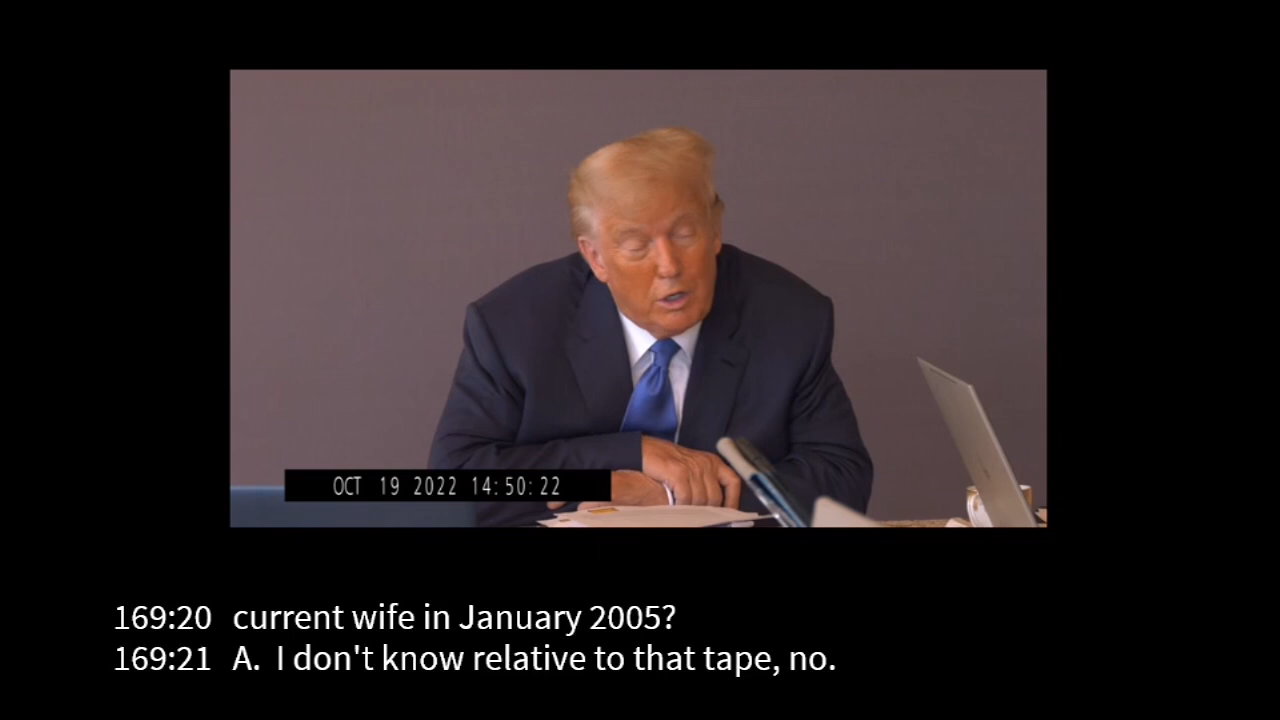 OCT 19 2022 14:50:22
169:20 current wife in January 2005?
169:21 A. I don't know relative to that tape, no.